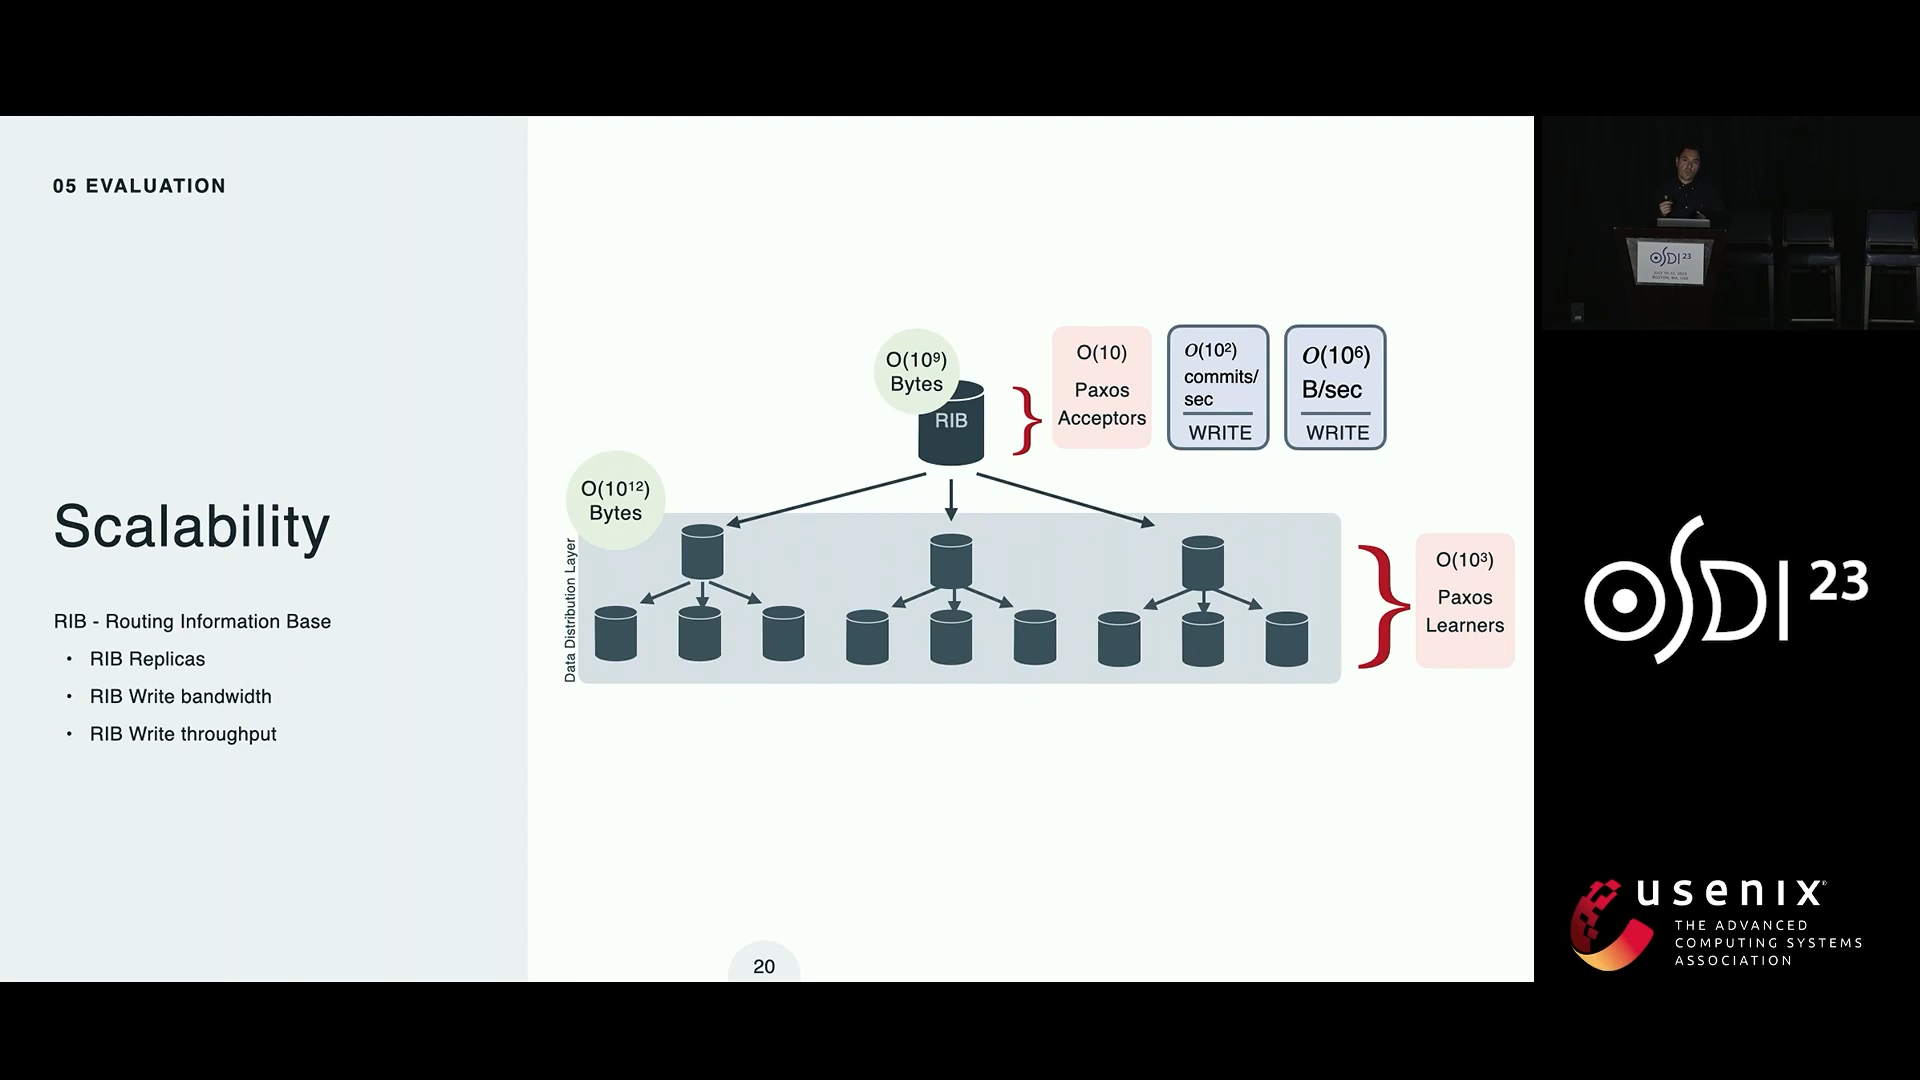 05 EVALUATION
Scalability
RIB - Routing Information Base
• RIB Replicas
• RIB Write bandwidth
• RIB Write throughput
O(10⁹)
Bytes
RIB
O(10)
Paxos
Acceptors
O(10²)
commits/
sec
WRITE
O(10⁶)
B/sec
WRITE
O(10¹²)
Bytes
Data Distribution Layer
O(10³)
Paxos
Learners
20
OSDI 23
OSDI 23
usenix
THE ADVANCED
COMPUTING SYSTEMS
ASSOCIATION